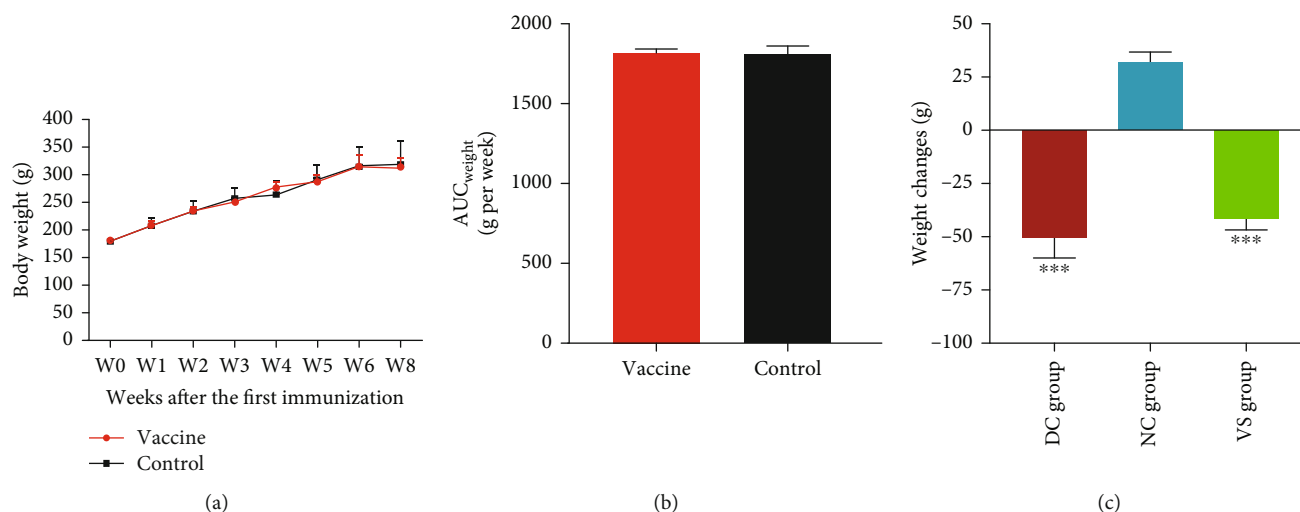 400
350
300
250
200
150
100
50
0
Body weight (g)
W0 W1 W2 W3 W4 W5 W6 W8
Weeks after the first immunization
Vaccine
Control
(a)
2000
1500
1000
500
0
AUCweight
(g per week)
Vaccine Control
(b)
50
25
0
−25
−50
−75
−100
Weight changes (g)
***
***
DC group
NC group
VS group
(c)